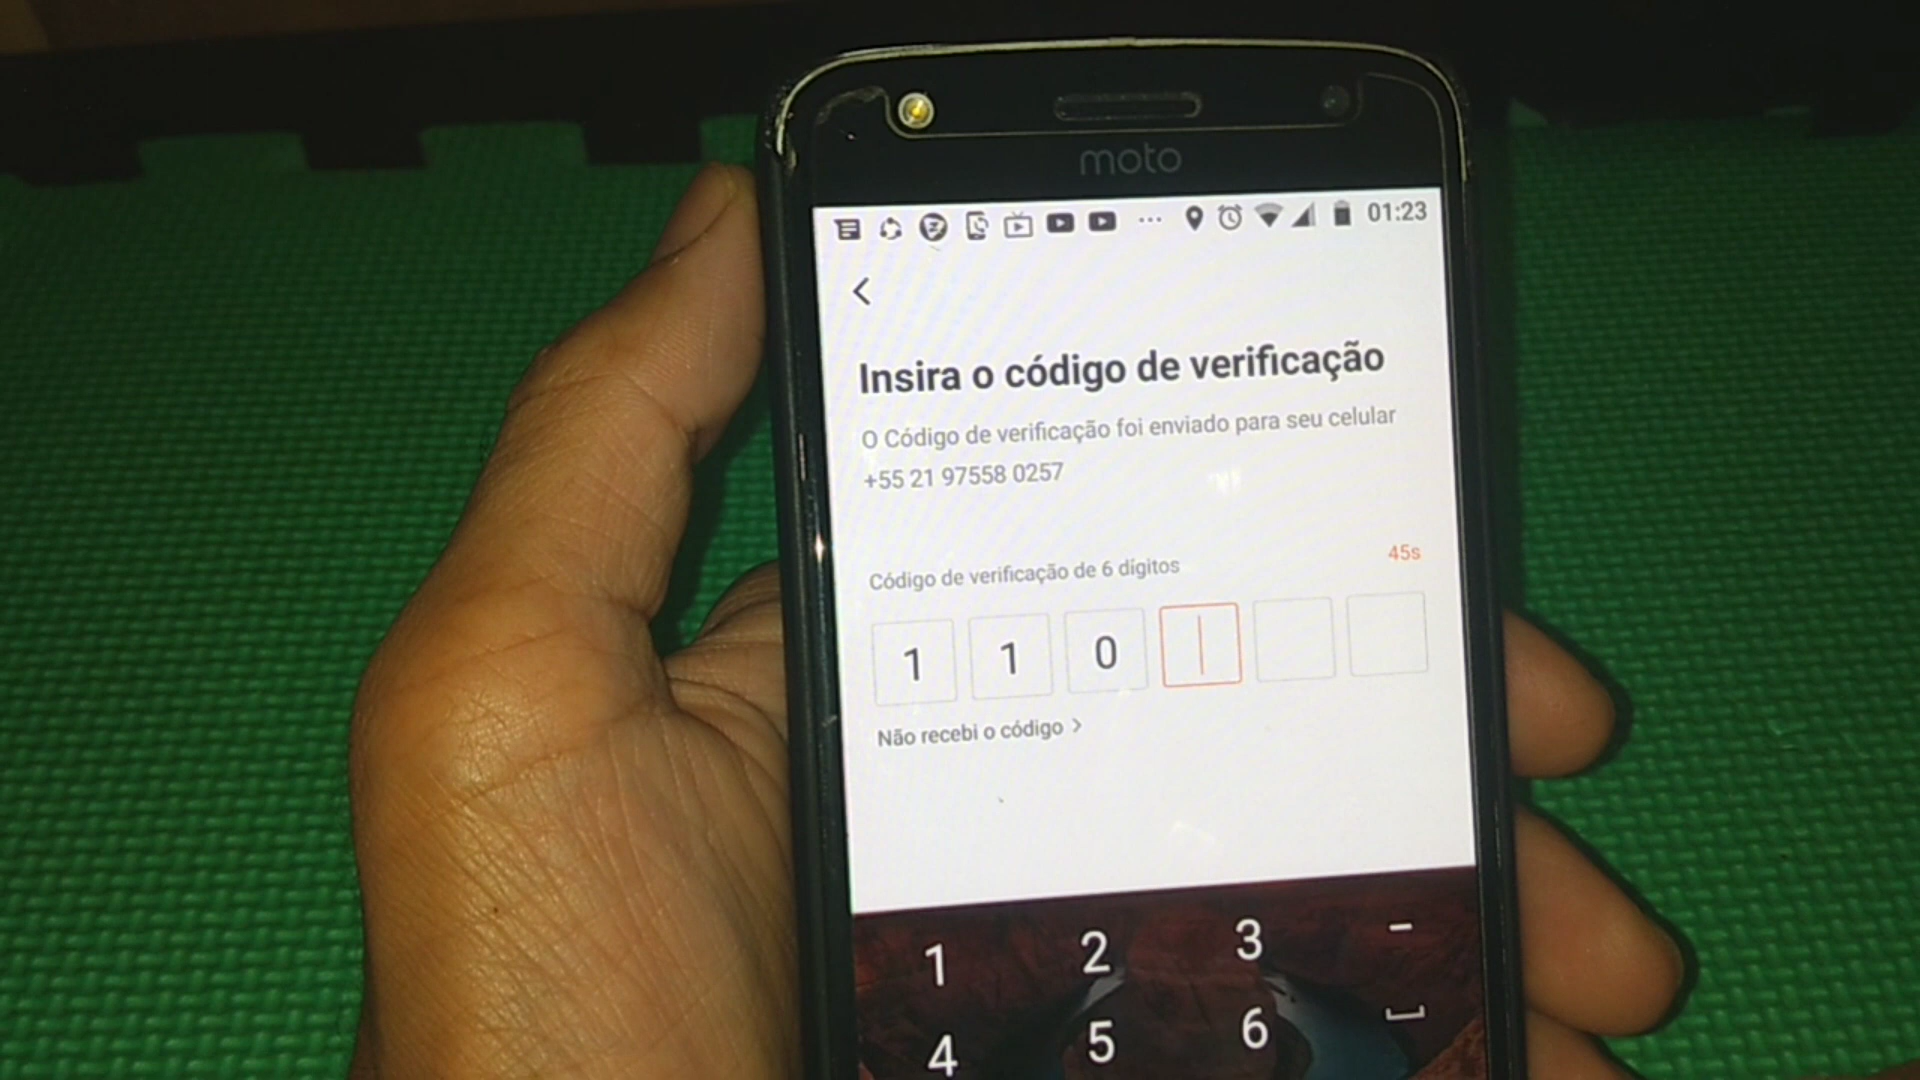 moto
01:23
Insira o código de verificação
O Código de verificação foi enviado para seu celular
+55 21 97558 0257
Código de verificação de 6 dígitos 45s
1 1 0
Não recebi o código >
1 2 3 -
4 5 6